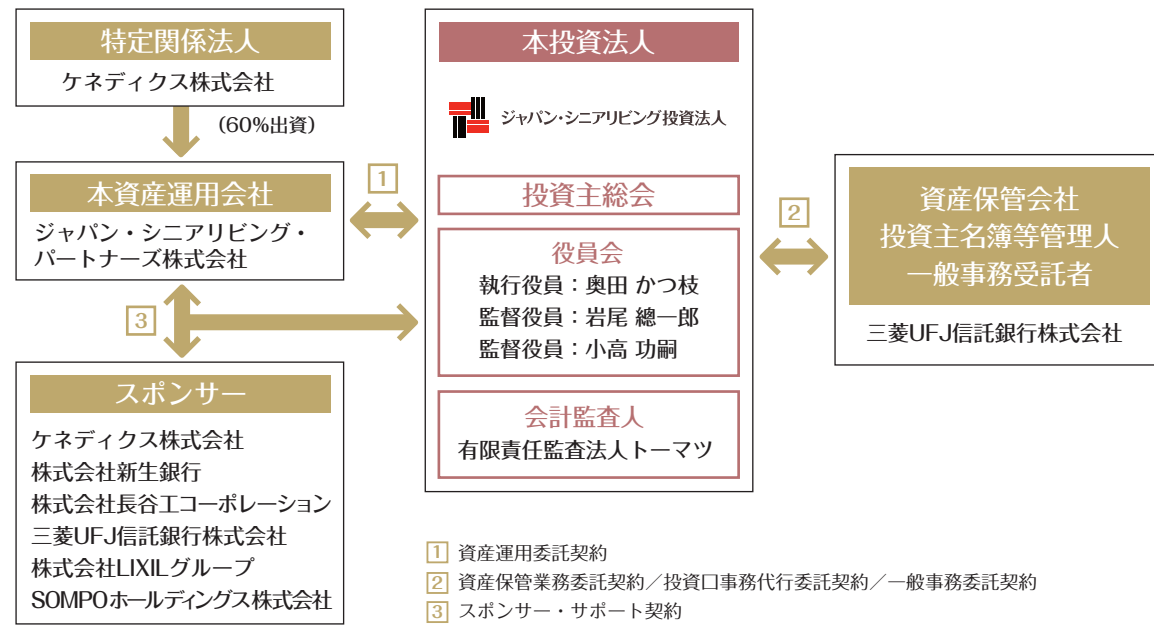 特定関係法人
ケネディクス株式会社
(60%出資)
本資産運用会社
ジャパン・シニアリビング・
パートナーズ株式会社
1
3
スポンサー
ケネディクス株式会社
株式会社新生銀行
株式会社長谷工コーポレーション
三菱UFJ信託銀行株式会社
株式会社LIXILグループ
SOMPOホールディングス株式会社
本投資法人
ジャパン・シニアリビング投資法人
投資主総会
役員会
執行役員：奥田 かつ枝
監督役員：岩尾 總一郎
監督役員：小高 功嗣
会計監査人
有限責任監査法人トーマツ
2
資産保管会社
投資主名簿等管理人
一般事務受託者
三菱UFJ信託銀行株式会社
1 資産運用委託契約
2 資産保管業務委託契約／投資口事務代行委託契約／一般事務委託契約
3 スポンサー・サポート契約